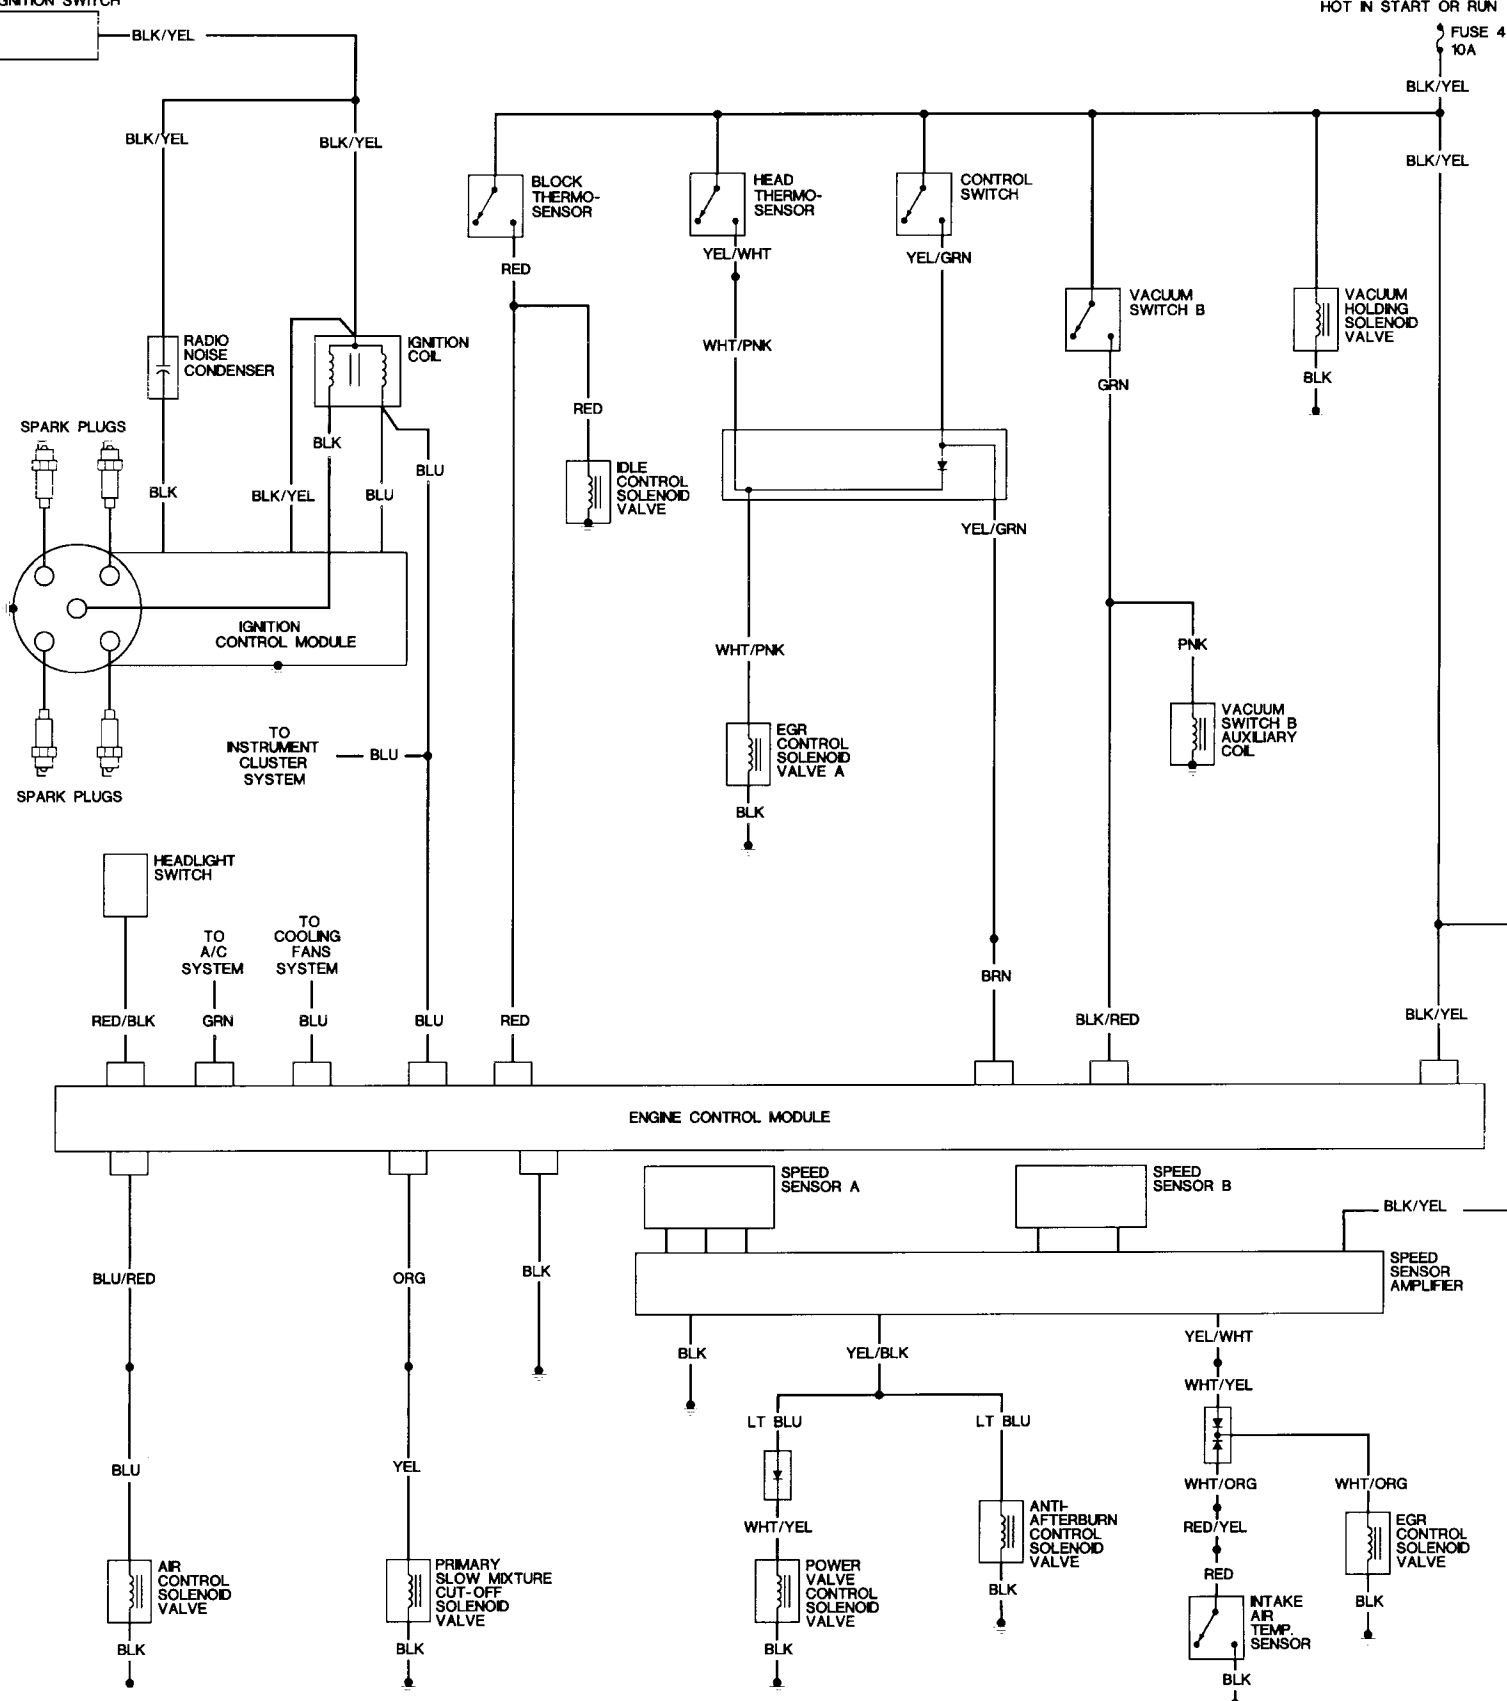 HOT IN START OR RUN
FUSE 4
10A
BLK/YEL
BLK/YEL
BLK/YEL
BLK/YEL
BLK/YEL
BLOCK
THERMO-
SENSOR
HEAD
THERMO-
SENSOR
CONTROL
SWITCH
RED
YEL/WHT
YEL/GRN
VACUUM
SWITCH B
VACUUM
HOLDING
SOLENOID
VALVE
RADIO
NOISE
CONDENSER
IGNITION
COIL
WHT/PNK
GRN
BLK
SPARK PLUGS
BLK
BLU
RED
BLK
BLK/YEL
BLU
IDLE
CONTROL
SOLENOID
VALVE
YEL/GRN
IGNITION
CONTROL MODULE
WHT/PNK
PNK
TO
INSTRUMENT
CLUSTER
SYSTEM
BLU
EGR
CONTROL
SOLENOID
VALVE A
VACUUM
SWITCH B
AUXILIARY
COIL
SPARK PLUGS
BLK
HEADLIGHT
SWITCH
TO
A/C
SYSTEM
TO
COOLING
FANS
SYSTEM
BRN
RED/BLK
GRN
BLU
BLU
RED
BLK/RED
BLK/YEL
ENGINE CONTROL MODULE
SPEED
SENSOR A
SPEED
SENSOR B
BLK/YEL
BLU/RED
ORG
BLK
SPEED
SENSOR
AMPLIFIER
BLK
YEL/BLK
YEL/WHT
WHT/YEL
LT BLU
LT BLU
BLU
YEL
WHT/ORG
WHT/ORG
WHT/YEL
ANTI-
AFTERBURN
CONTROL
SOLENOID
VALVE
RED/YEL
EGR
CONTROL
SOLENOID
VALVE
AIR
CONTROL
SOLENOID
VALVE
PRIMARY
SLOW MIXTURE
CUT-OFF
SOLENOID
VALVE
POWER
VALVE
CONTROL
SOLENOID
VALVE
BLK
RED
BLK
INTAKE
AIR
TEMP.
SENSOR
BLK
BLK
BLK
BLK